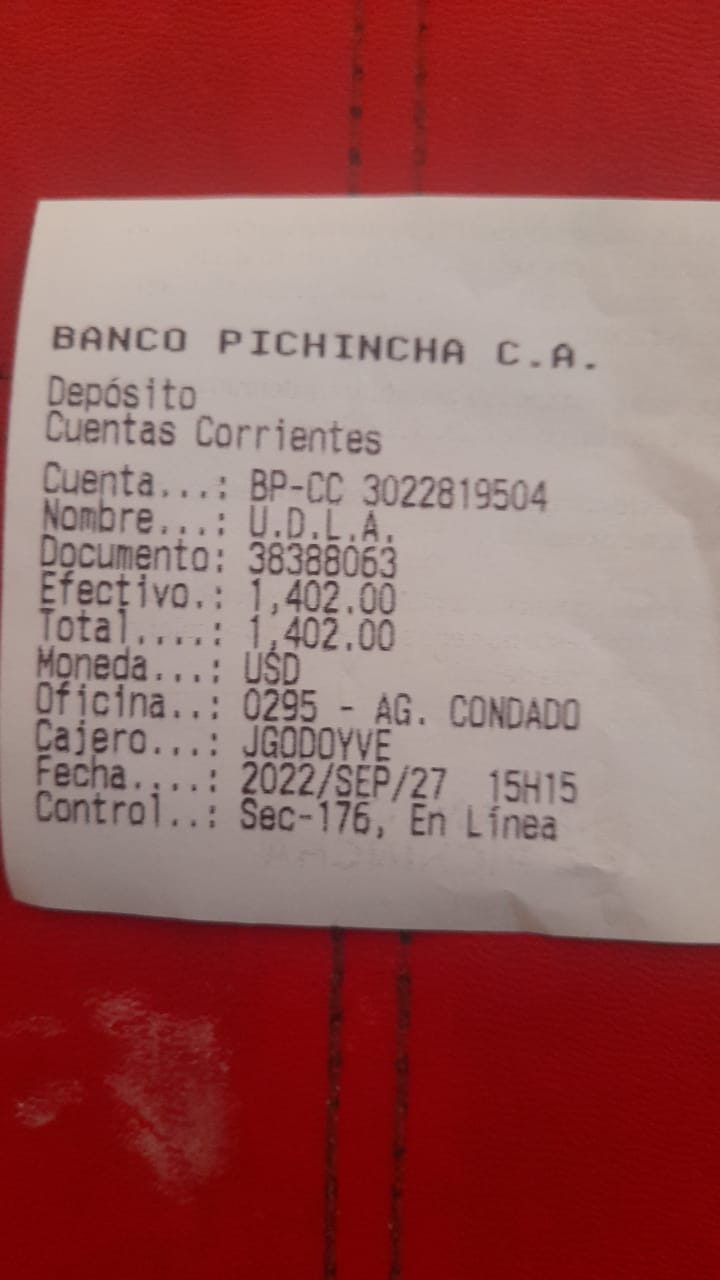 BANCO PICHINCHA C.A.
Depósito
Cuentas Corrientes
Cuenta...: BP-CC 3022819504
Nombre...: U.D.L.A.
Documento: 38388063
Efectivo.: 1,402.00
Total....: 1,402.00
Moneda...: USD
Oficina..: 0295 - AG. CONDADO
Cajero...: JGODOYVE
Fecha....: 2022/SEP/27 15H15
Control..: Sec-176, En Línea